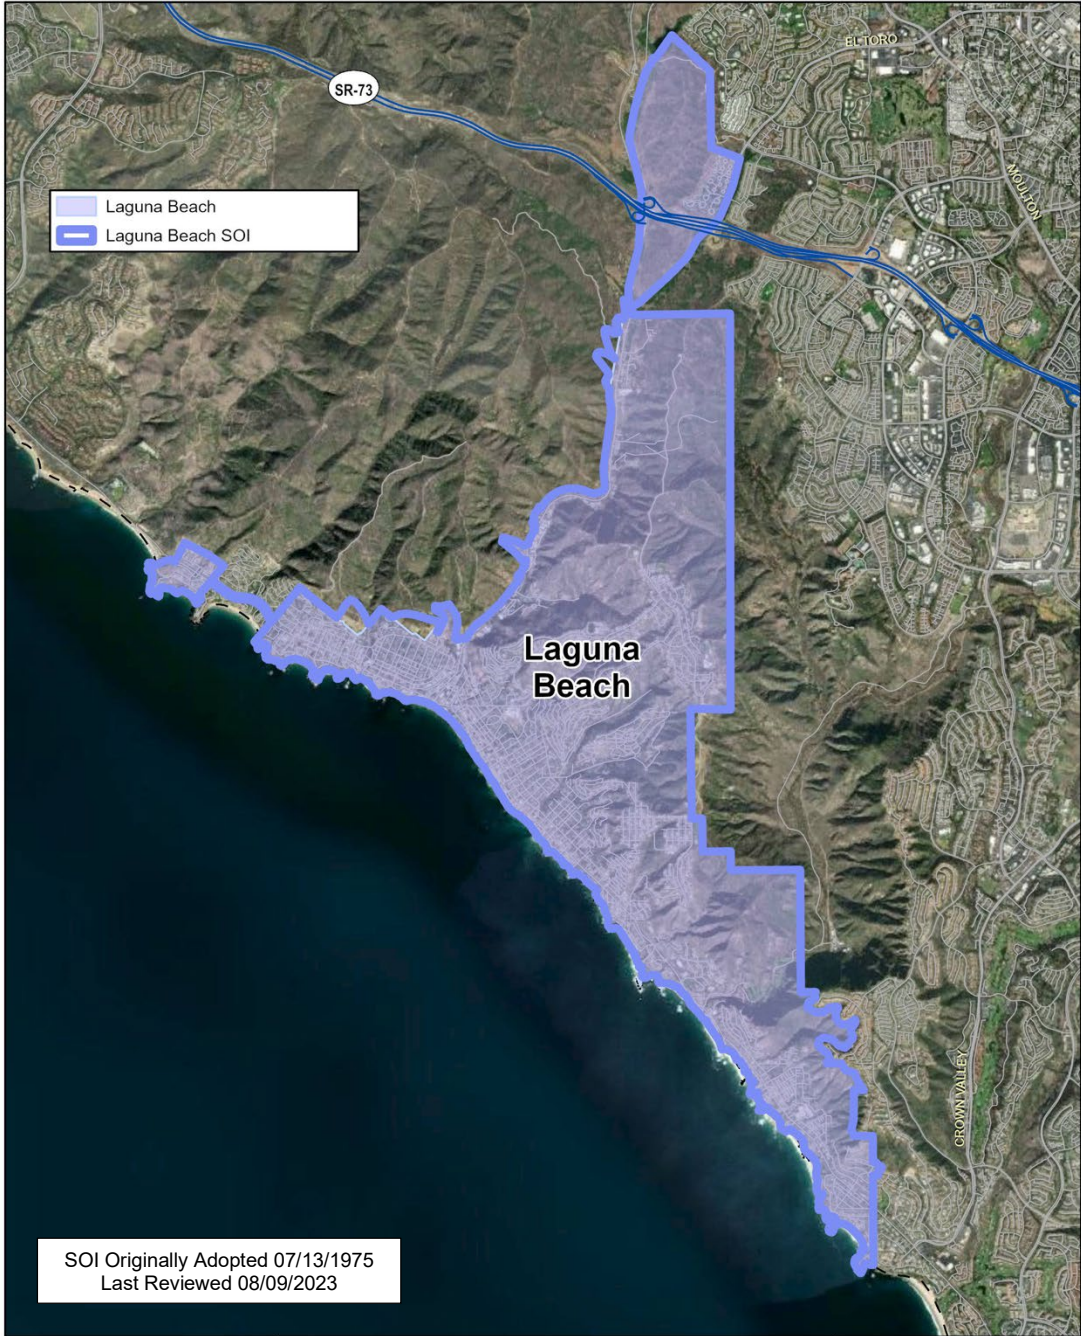 EL TORO
SR-73
MOULTON
Laguna Beach
Laguna Beach SOI
Laguna
Beach
CROWN VALLEY
SOI Originally Adopted 07/13/1975
Last Reviewed 08/09/2023